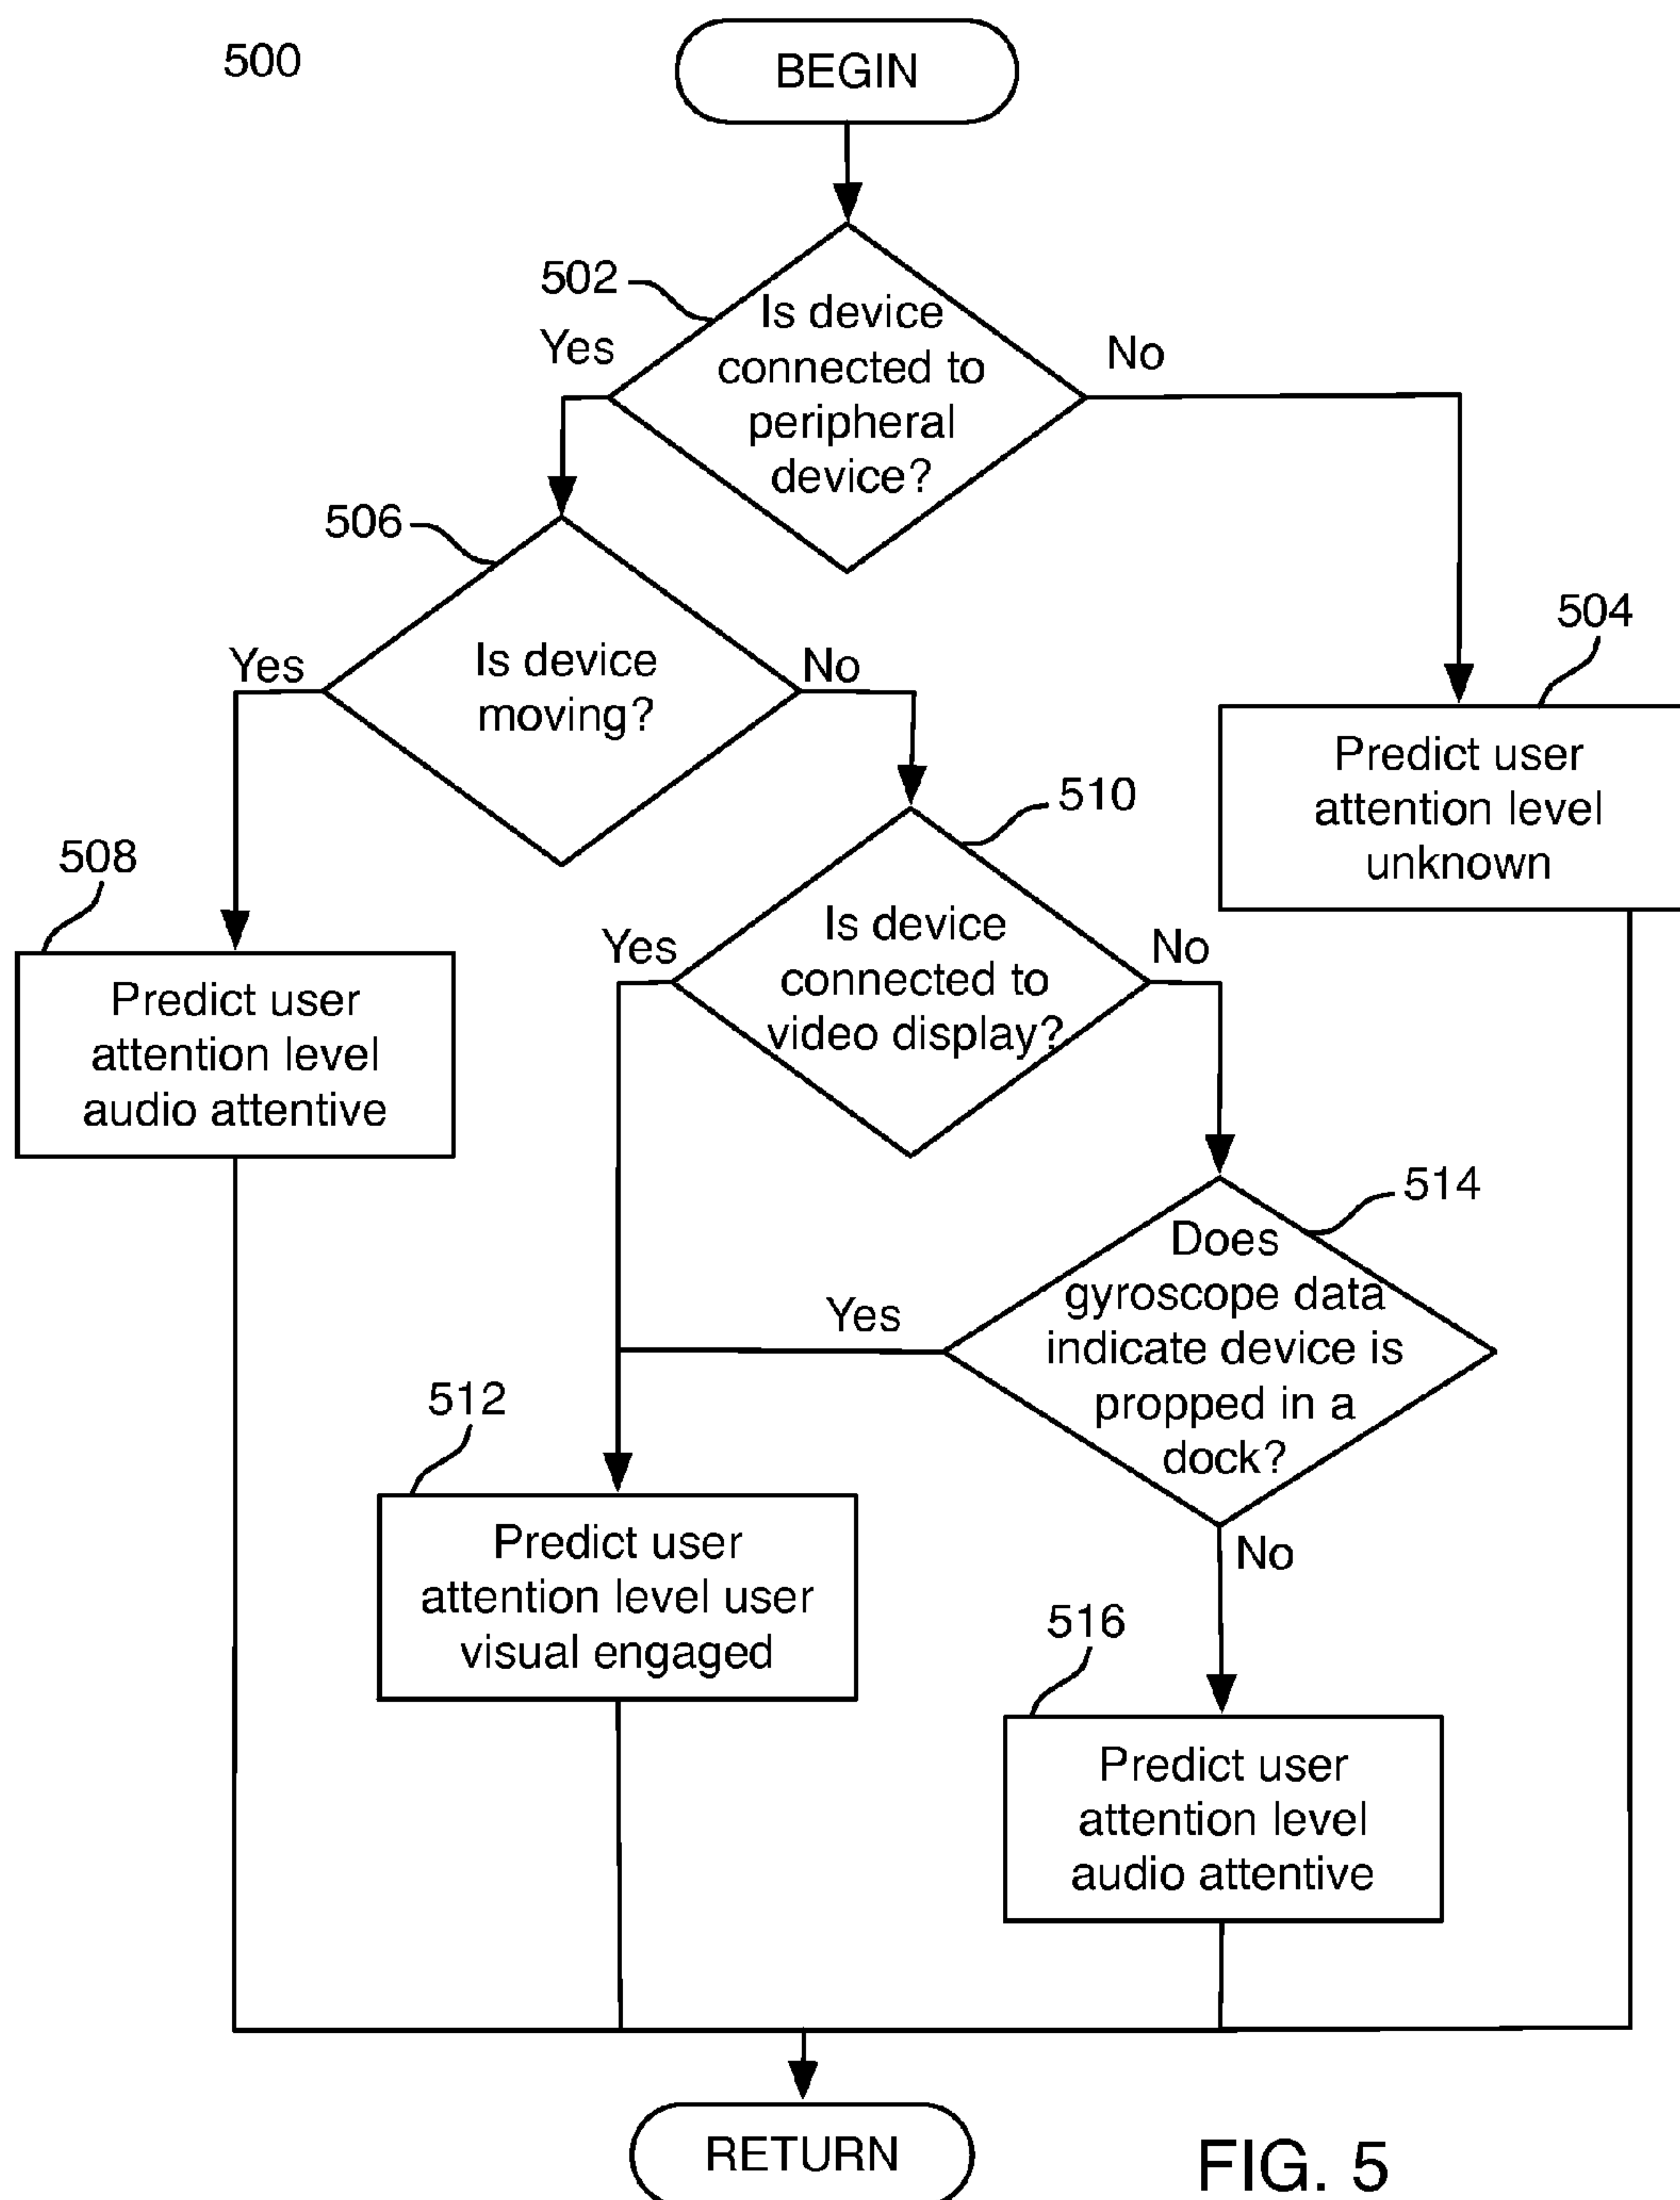 500
BEGIN
502
Is device
connected to
peripheral
device?
Yes
No
506
Is device
moving?
Yes
No
504
Predict user
attention level
unknown
510
Is device
connected to
video display?
Yes
No
508
Predict user
attention level
audio attentive
514
Does
gyroscope data
indicate device is
propped in a
dock?
Yes
No
512
Predict user
attention level user
visual engaged
516
Predict user
attention level
audio attentive
RETURN
FIG. 5